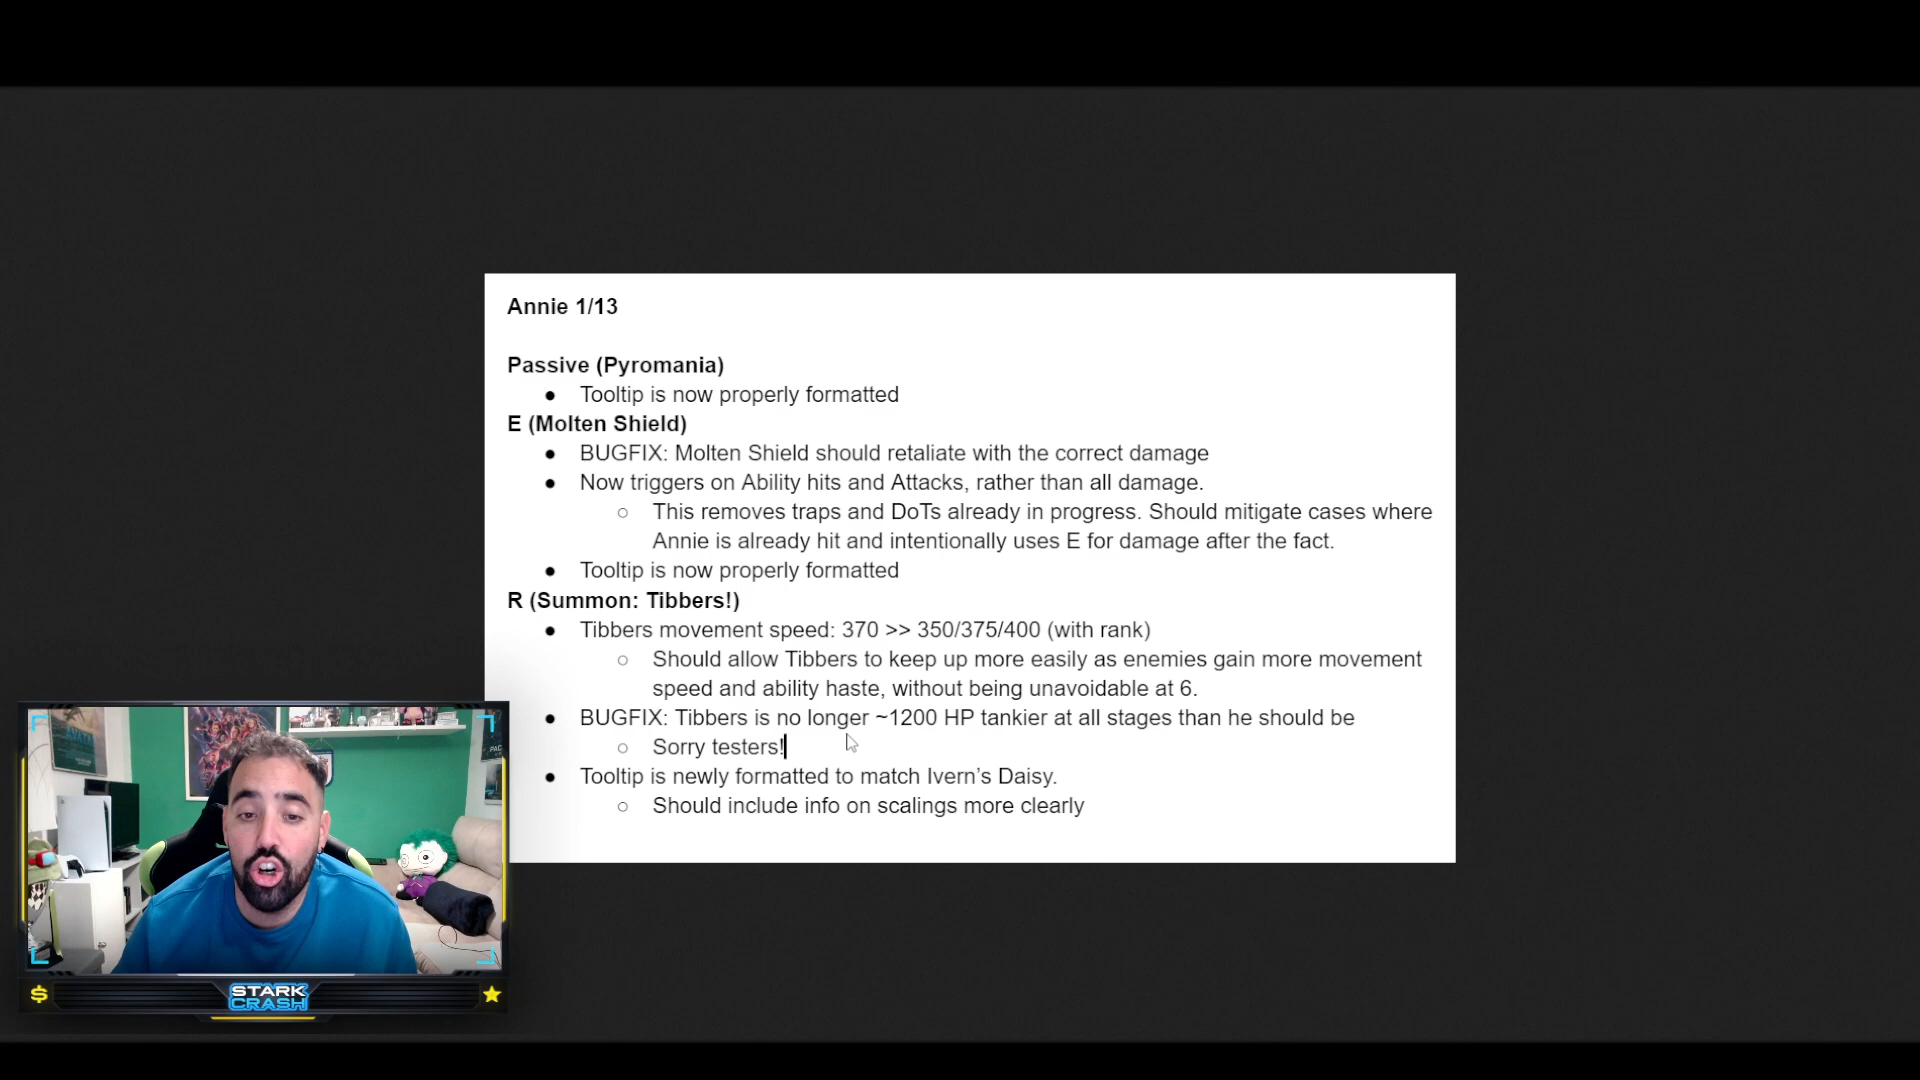 Annie 1/13
Passive (Pyromania)
● Tooltip is now properly formatted
E (Molten Shield)
● BUGFIX: Molten Shield should retaliate with the correct damage
● Now triggers on Ability hits and Attacks, rather than all damage.
○ This removes traps and DoTs already in progress. Should mitigate cases where
Annie is already hit and intentionally uses E for damage after the fact.
● Tooltip is now properly formatted
R (Summon: Tibbers!)
● Tibbers movement speed: 370 >> 350/375/400 (with rank)
○ Should allow Tibbers to keep up more easily as enemies gain more movement
speed and ability haste, without being unavoidable at 6.
● BUGFIX: Tibbers is no longer ~1200 HP tankier at all stages than he should be
○ Sorry testers!
● Tooltip is newly formatted to match Ivern’s Daisy.
○ Should include info on scalings more clearly
$
STARK
CRASH